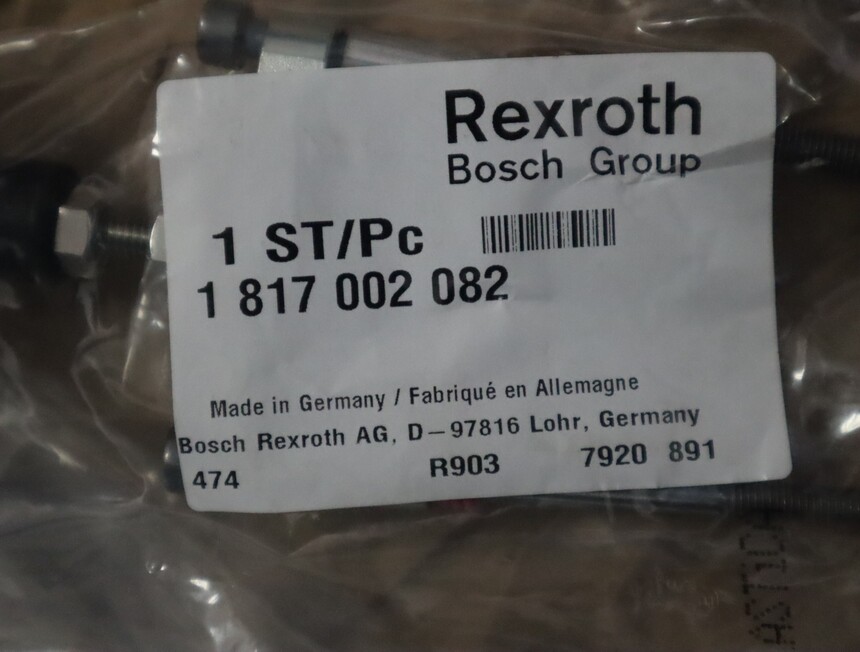 Rexroth
Bosch Group
1 ST/Pc
1 817 002 082
Made in Germany / Fabriqué en Allemagne
Bosch Rexroth AG, D–97816 Lohr, Germany
474 R903 7920 891